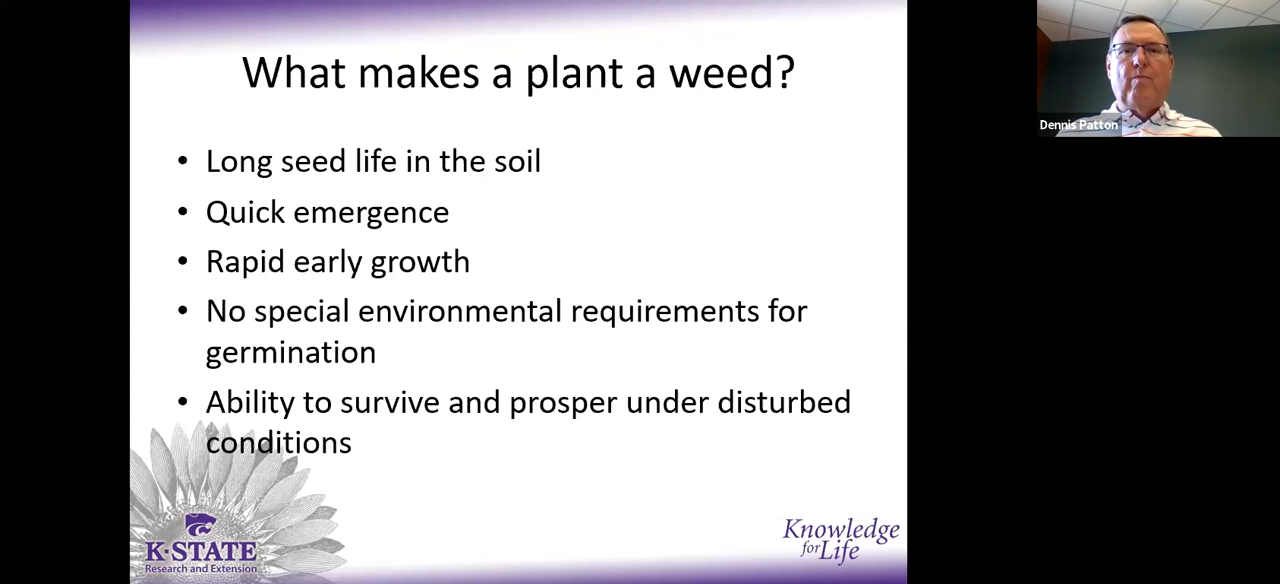 What makes a plant a weed?
Dennis Patton
• Long seed life in the soil
• Quick emergence
• Rapid early growth
• No special environmental requirements for
germination
• Ability to survive and prosper under disturbed
conditions
K-STATE
Research and Extension
Knowledge
for Life